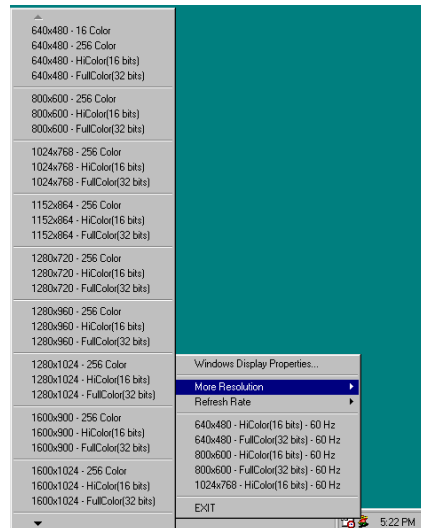 640x480 - 16 Color
640x480 - 256 Color
640x480 - HiColor(16 bits)
640x480 - FullColor(32 bits)
800x600 - 256 Color
800x600 - HiColor(16 bits)
800x600 - FullColor(32 bits)
1024x768 - 256 Color
1024x768 - HiColor(16 bits)
1024x768 - FullColor(32 bits)
1152x864 - 256 Color
1152x864 - HiColor(16 bits)
1152x864 - FullColor(32 bits)
1280x720 - 256 Color
1280x720 - HiColor(16 bits)
1280x720 - FullColor(32 bits)
1280x960 - 256 Color
1280x960 - HiColor(16 bits)
1280x960 - FullColor(32 bits)
1280x1024 - 256 Color
1280x1024 - HiColor(16 bits)
1280x1024 - FullColor(32 bits)
1600x900 - 256 Color
1600x900 - HiColor(16 bits)
1600x900 - FullColor(32 bits)
1600x1024 - 256 Color
1600x1024 - HiColor(16 bits)
1600x1024 - FullColor(32 bits)
Windows Display Properties...
More Resolution
Refresh Rate
640x480 - HiColor(16 bits) - 60 Hz
640x480 - FullColor(32 bits) - 60 Hz
800x600 - HiColor(16 bits) - 60 Hz
800x600 - FullColor(32 bits) - 60 Hz
1024x768 - HiColor(16 bits) - 60 Hz
EXIT
5:22 PM